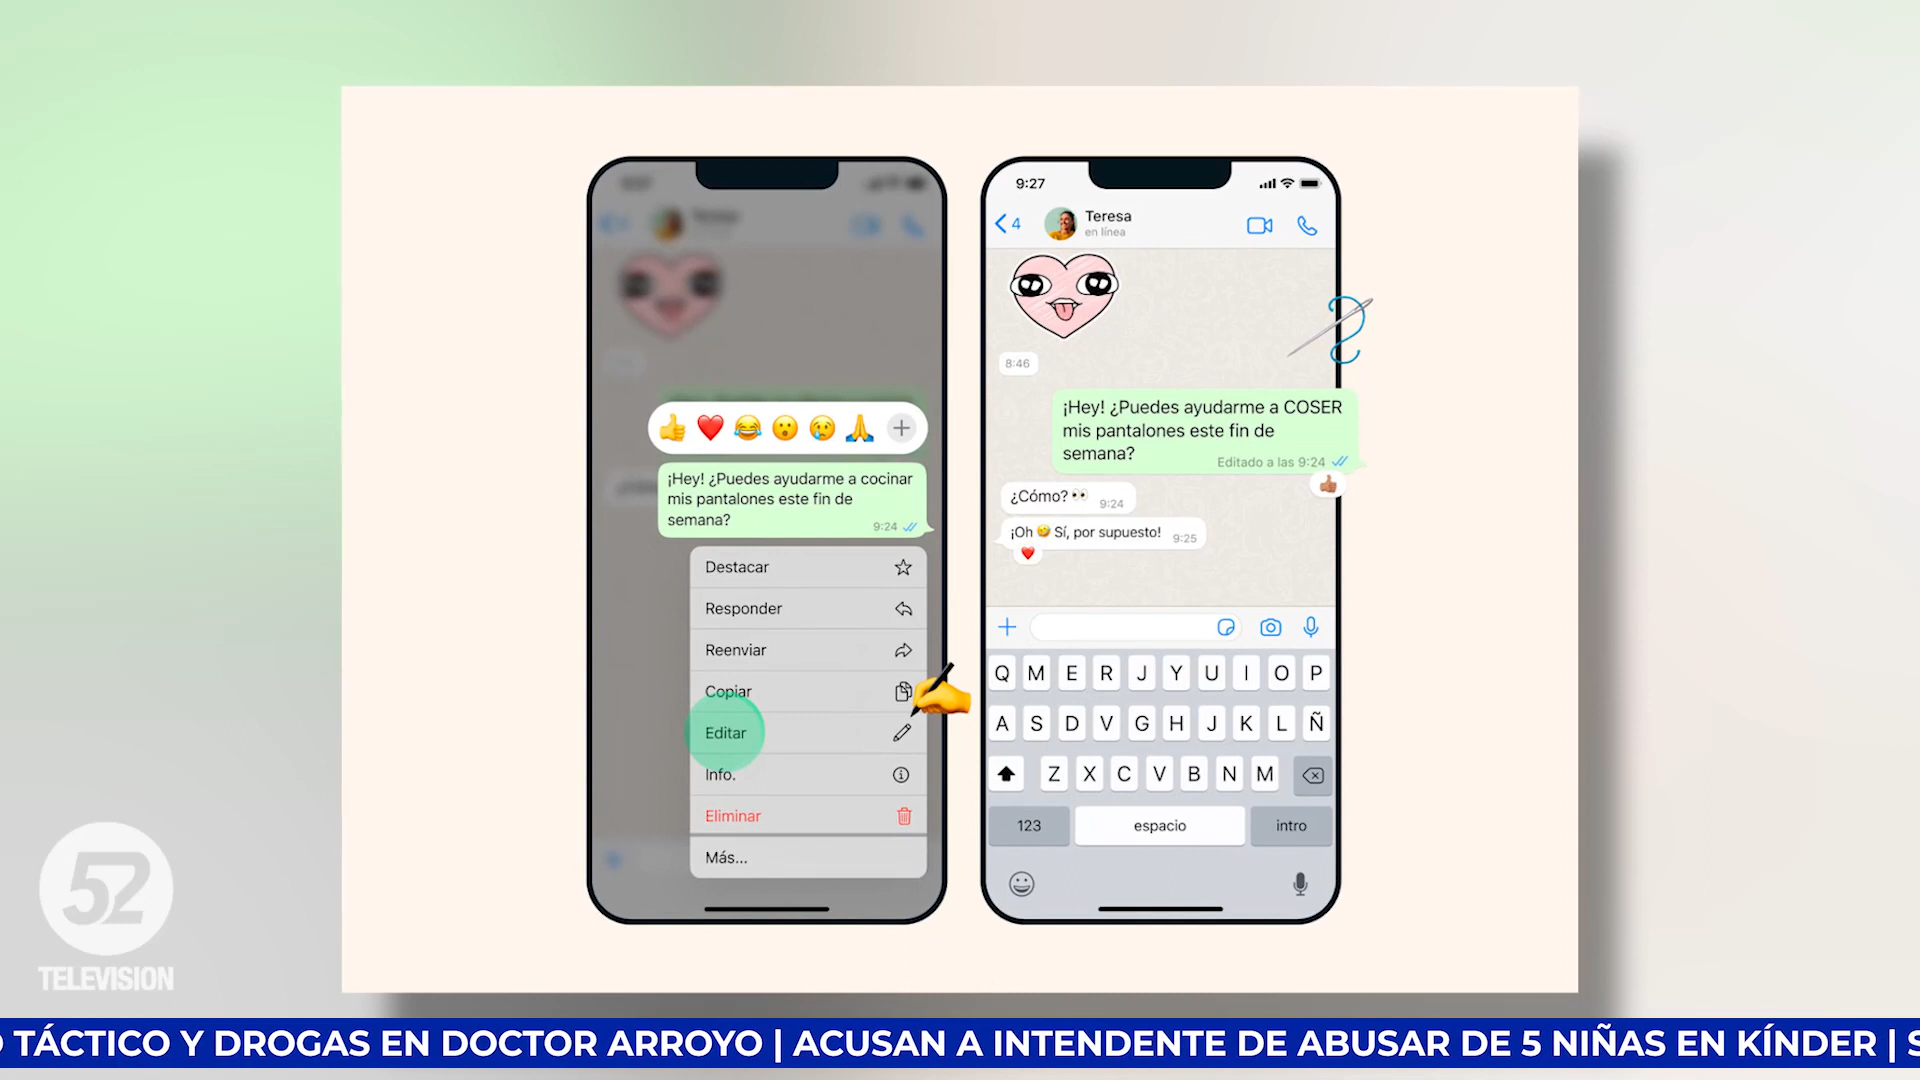 ¡Hey! ¿Puedes ayudarme a cocinar
mis pantalones este fin de
semana?
9:24
Destacar
Responder
Reenviar
Copiar
Editar
Info.
Eliminar
Más...
9:27
4
Teresa
en línea
8:46
¡Hey! ¿Puedes ayudarme a COSER
mis pantalones este fin de
semana?
Editado a las 9:24
¿Cómo? 👀 9:24
¡Oh 🤣 Sí, por supuesto! 9:25
Q M E R J Y U I O P
A S D V G H J K L Ñ
Z X C V B N M
123 espacio intro
52
TELEVISION
TÁCTICO Y DROGAS EN DOCTOR ARROYO | ACUSAN A INTENDENTE DE ABUSAR DE 5 NIÑAS EN KÍNDER |